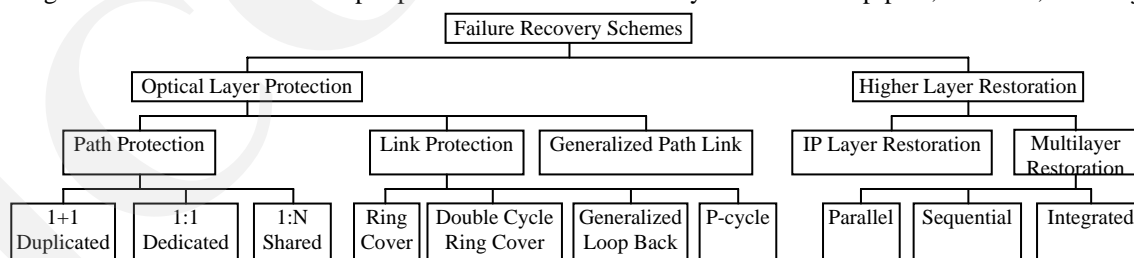 Failure Recovery Schemes
Optical Layer Protection
Higher Layer Restoration
Path Protection
Link Protection
Generalized Path Link
IP Layer Restoration
Multilayer
Restoration
1+1
Duplicated
1:1
Dedicated
1:N
Shared
Ring
Cover
Double Cycle
Ring Cover
Generalized
Loop Back
P-cycle
Parallel
Sequential
Integrated